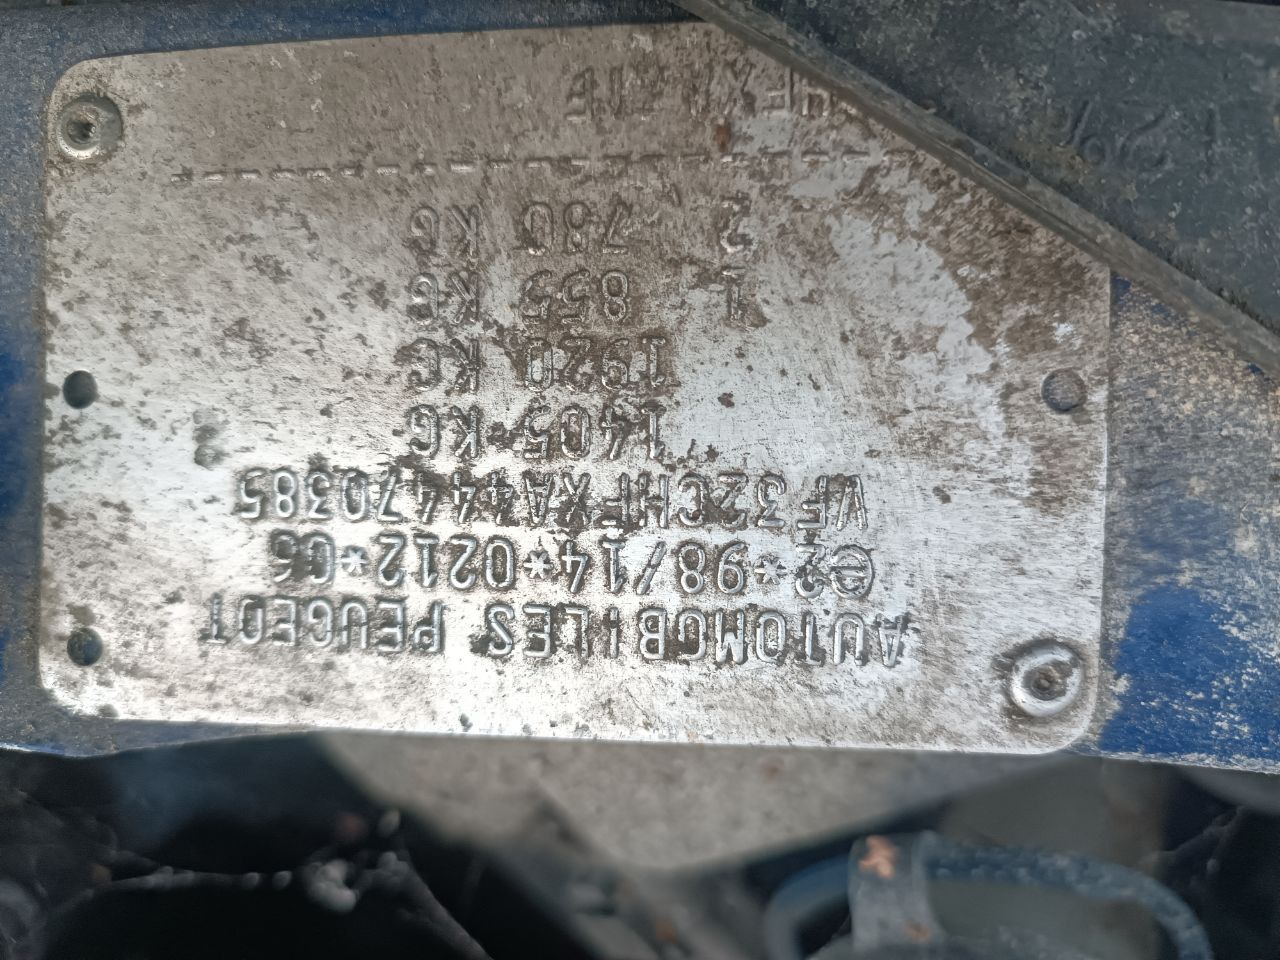 AUTOMOBILES PEUGEOT
e2*98/14*0212*06
VF32CHFXA44470385
1405 KG
1920 KG
1 855 KG
2 780 KG